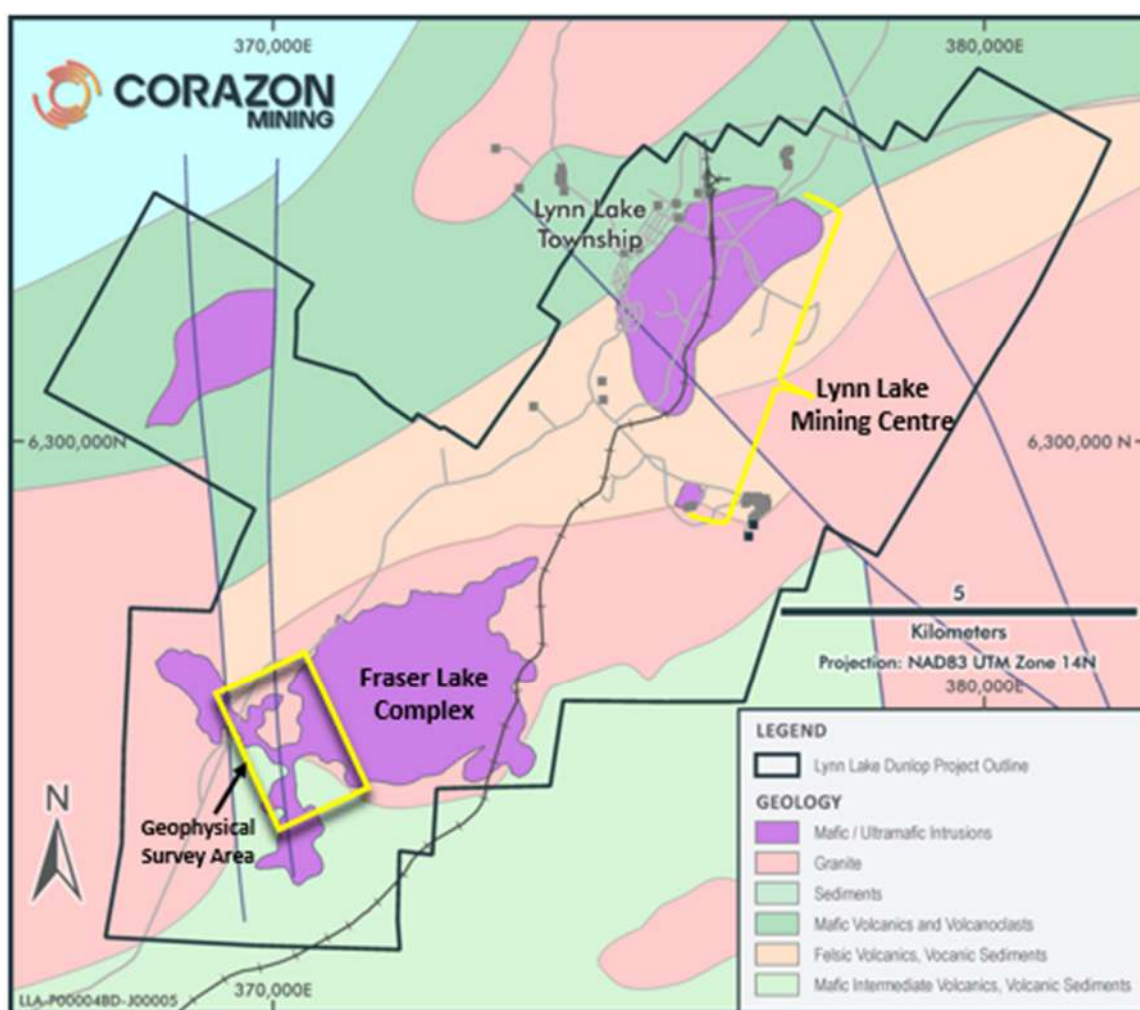 370,000E
380,000E
CORAZON
MINING
Lynn Lake
Township
Lynn Lake
Mining Centre
6,300,000N
6,300,000 N
5
Kilometers
Projection: NAD83 UTM Zone 14N
380,000E
Fraser Lake
Complex
Geophysical
Survey Area
N
LEGEND
Lynn Lake Dunlop Project Outline
GEOLOGY
Mafic / Ultramafic Intrusions
Granite
Sediments
Mafic Volcanics and Volcanoclasts
Felsic Volcanics, Vocanic Sediments
Mafic Intermediate Volcanics, Volcanic Sediments
LLA-P00004BD-J00005
370,000E